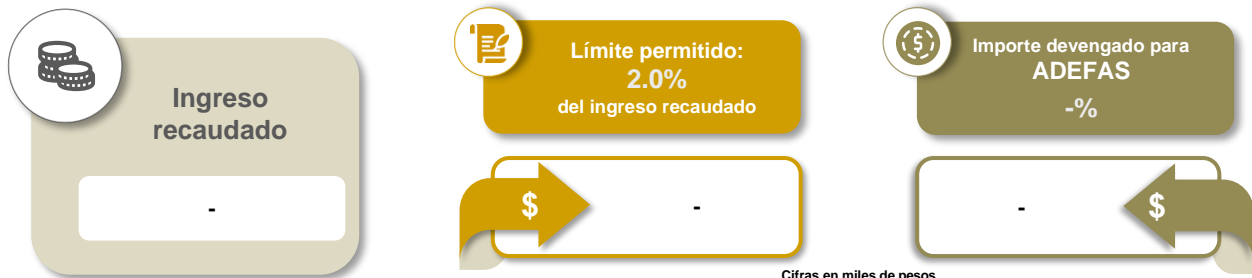 Ingreso
recaudado
-
Límite permitido:
2.0%
del ingreso recaudado
$
-
Importe devengado para
ADEFAS
-%
-
$
Cifras en miles de pesos